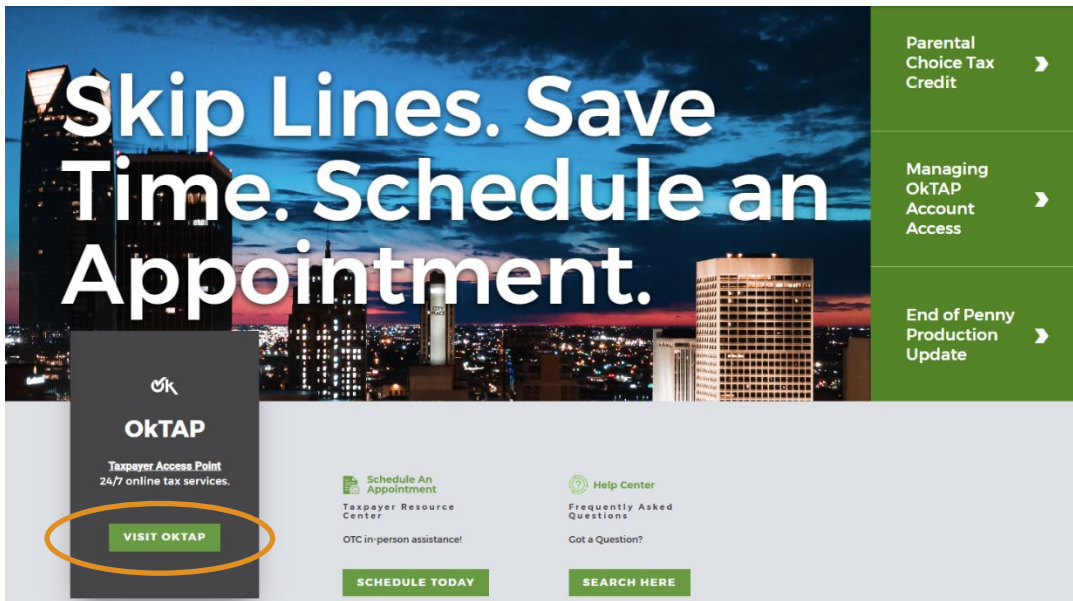 Skip Lines. Save
Time. Schedule an
Appointment.
Parental
Choice Tax
Credit
Managing
OkTAP
Account
Access
End of Penny
Production
Update
OK
OkTAP
Taxpayer Access Point
24/7 online tax services.
VISIT OKTAP
Schedule An
Appointment
Taxpayer Resource
Center
OTC in-person assistance!
SCHEDULE TODAY
Help Center
Frequently Asked
Questions
Got a Question?
SEARCH HERE